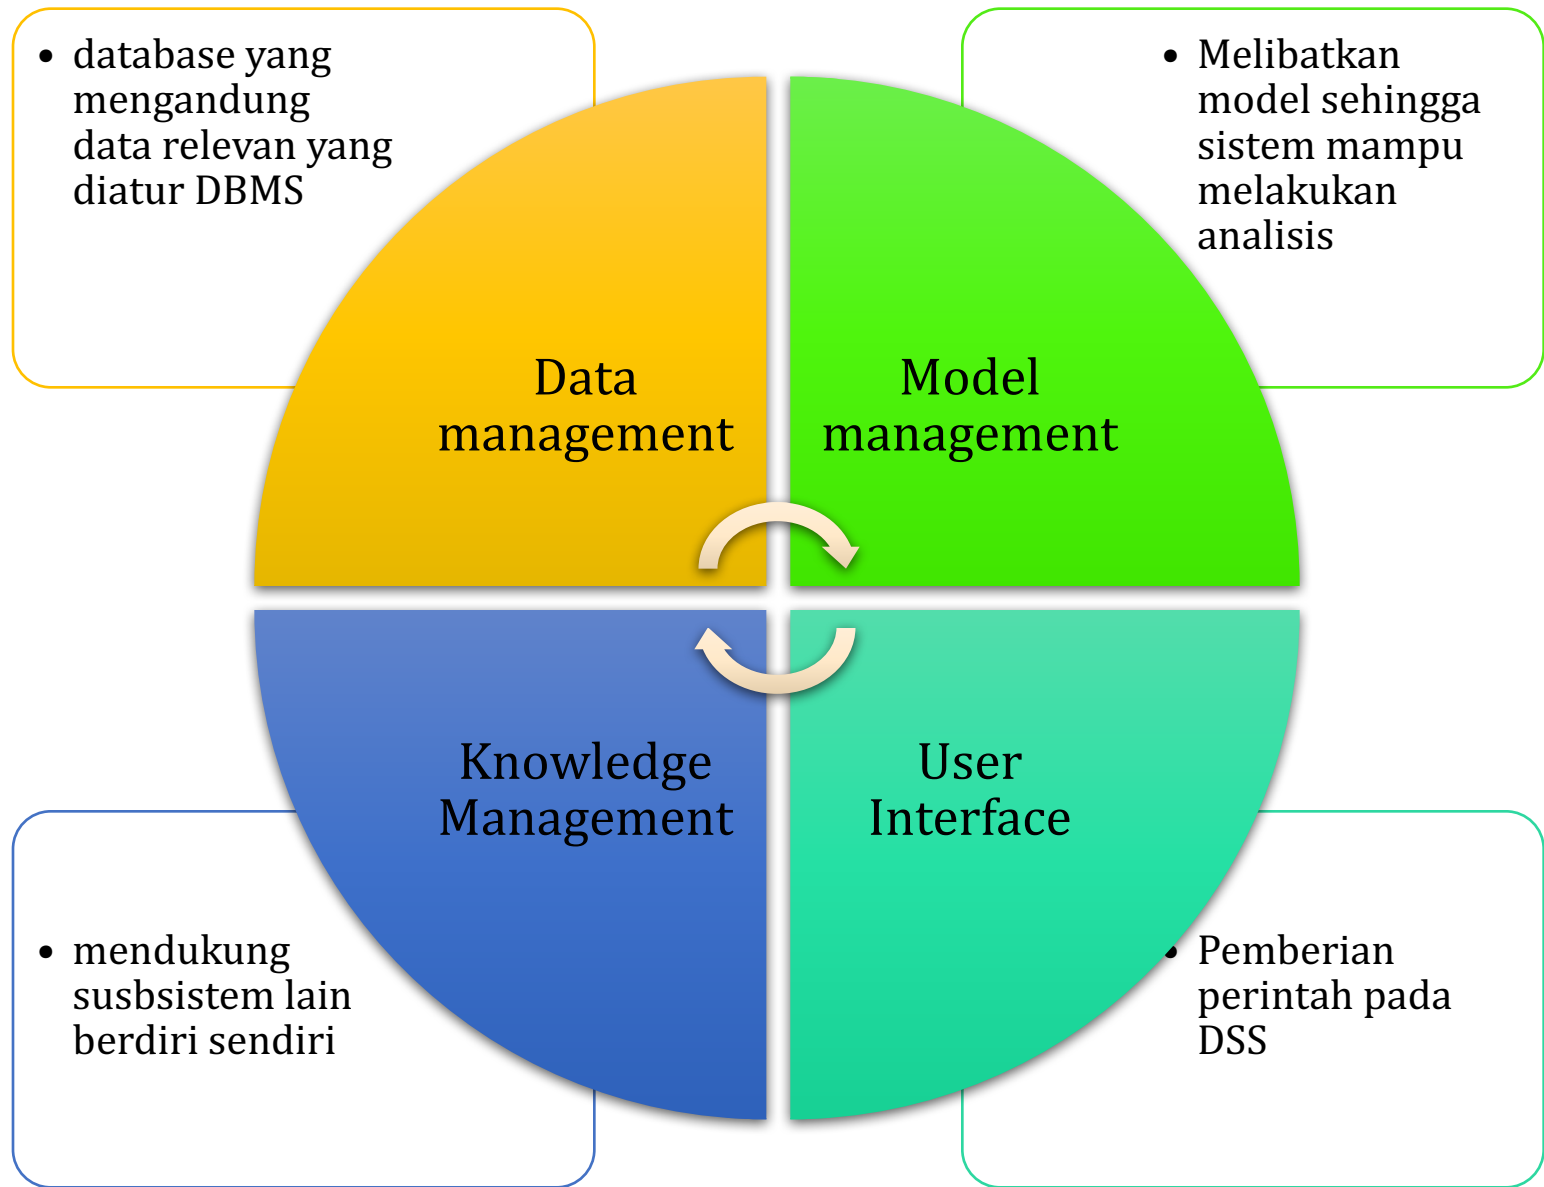 • database yang
mengandung
data relevan yang
diatur DBMS
• Melibatkan
model sehingga
sistem mampu
melakukan
analisis
Data
management
Model
management
Knowledge
Management
User
Interface
• mendukung
susbsistem lain
berdiri sendiri
• Pemberian
perintah pada
DSS